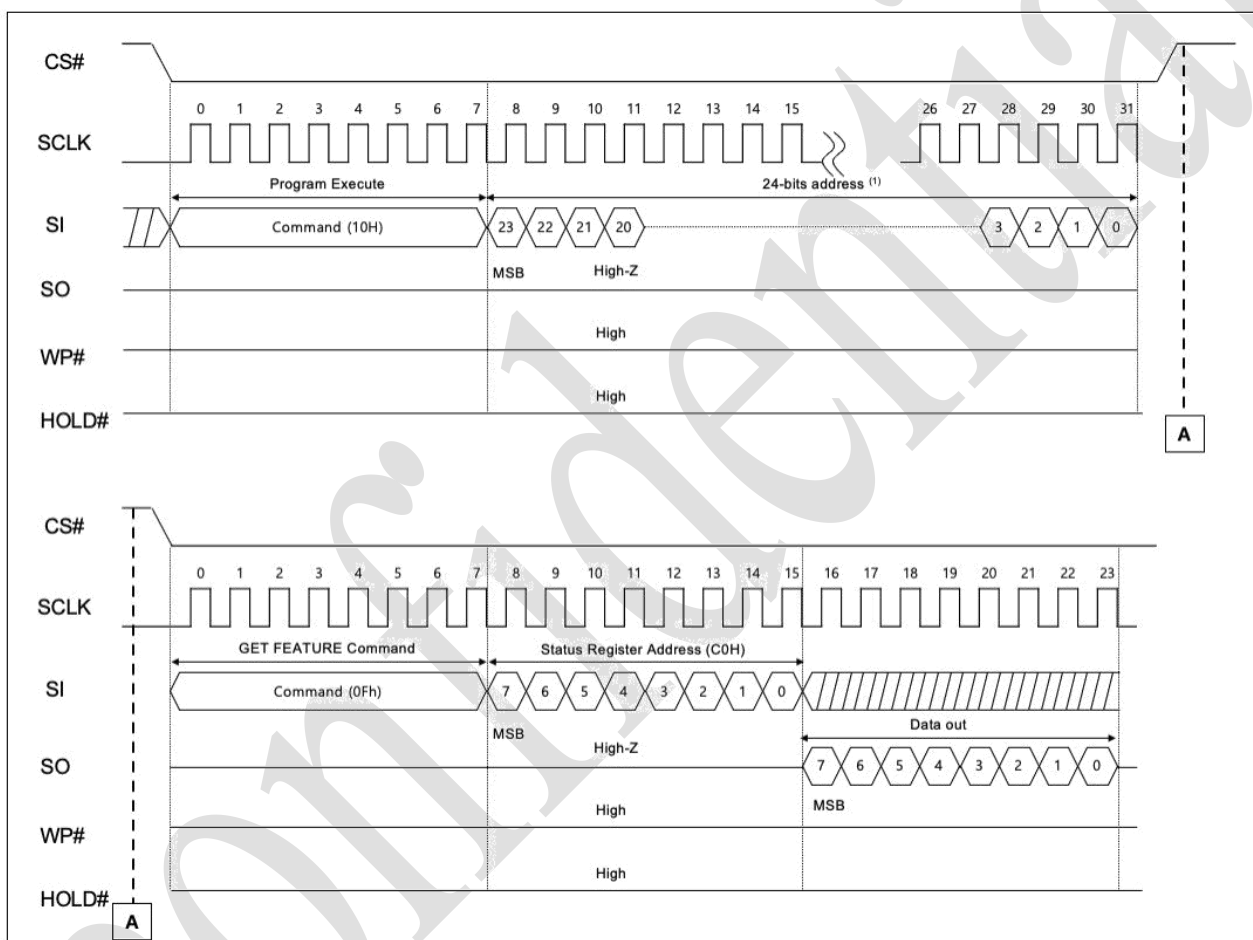 CS#
0 1 2 3 4 5 6 7 8 9 10 11 12 13 14 15 26 27 28 29 30 31
SCLK
Program Execute 24-bits address (1)
SI Command (10H) 23 22 21 20 3 2 1 0
MSB High-Z
SO
High
WP#
High
HOLD#
A
CS#
0 1 2 3 4 5 6 7 8 9 10 11 12 13 14 15 16 17 18 19 20 21 22 23
SCLK
GET FEATURE Command Status Register Address (C0H)
SI Command (0Fh) 7 6 5 4 3 2 1 0
Data out
MSB High-Z
SO 7 6 5 4 3 2 1 0
High MSB
WP#
High
HOLD#
A
onfidential